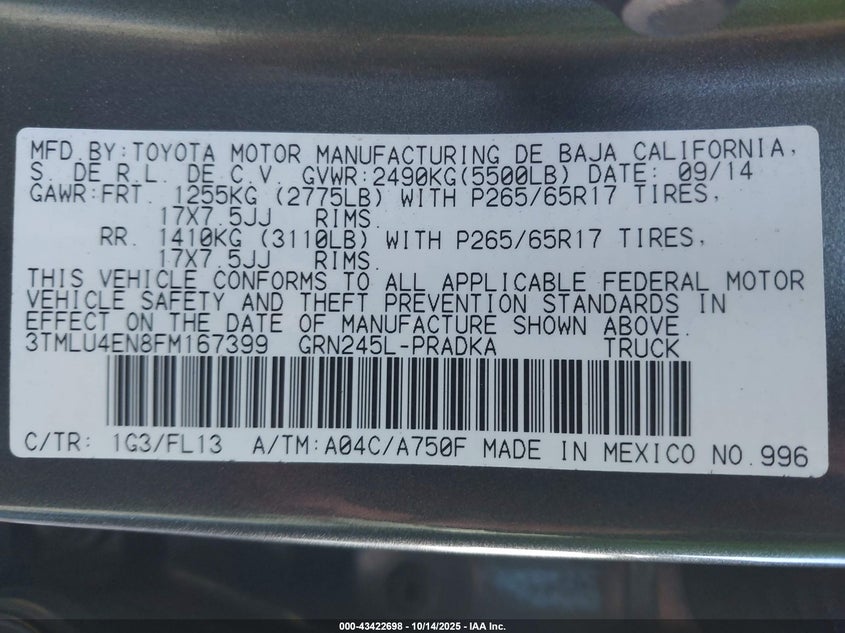 MFD.BY:TOYOTA MOTOR MANUFACTURING DE BAJA CALIFORNIA,
S. DE R.L. DE C.V. GVWR:2490KG(5500LB) DATE: 09/14
GAWR:FRT. 1255KG (2775LB) WITH P265/65R17 TIRES,
17X7.5JJ RIMS
RR. 1410KG (3110LB) WITH P265/65R17 TIRES,
17X7.5JJ RIMS
THIS VEHICLE CONFORMS TO ALL APPLICABLE FEDERAL MOTOR
VEHICLE SAFETY AND THEFT PREVENTION STANDARDS IN
EFFECT ON THE DATE OF MANUFACTURE SHOWN ABOVE.
3TMLU4EN8FM167399 GRN245L-PRADKA TRUCK
C/TR: 1G3/FL13 A/TM:A04C/A750F MADE IN MEXICO NO.996
000-43422698 - 10/14/2025 - IAA Inc.